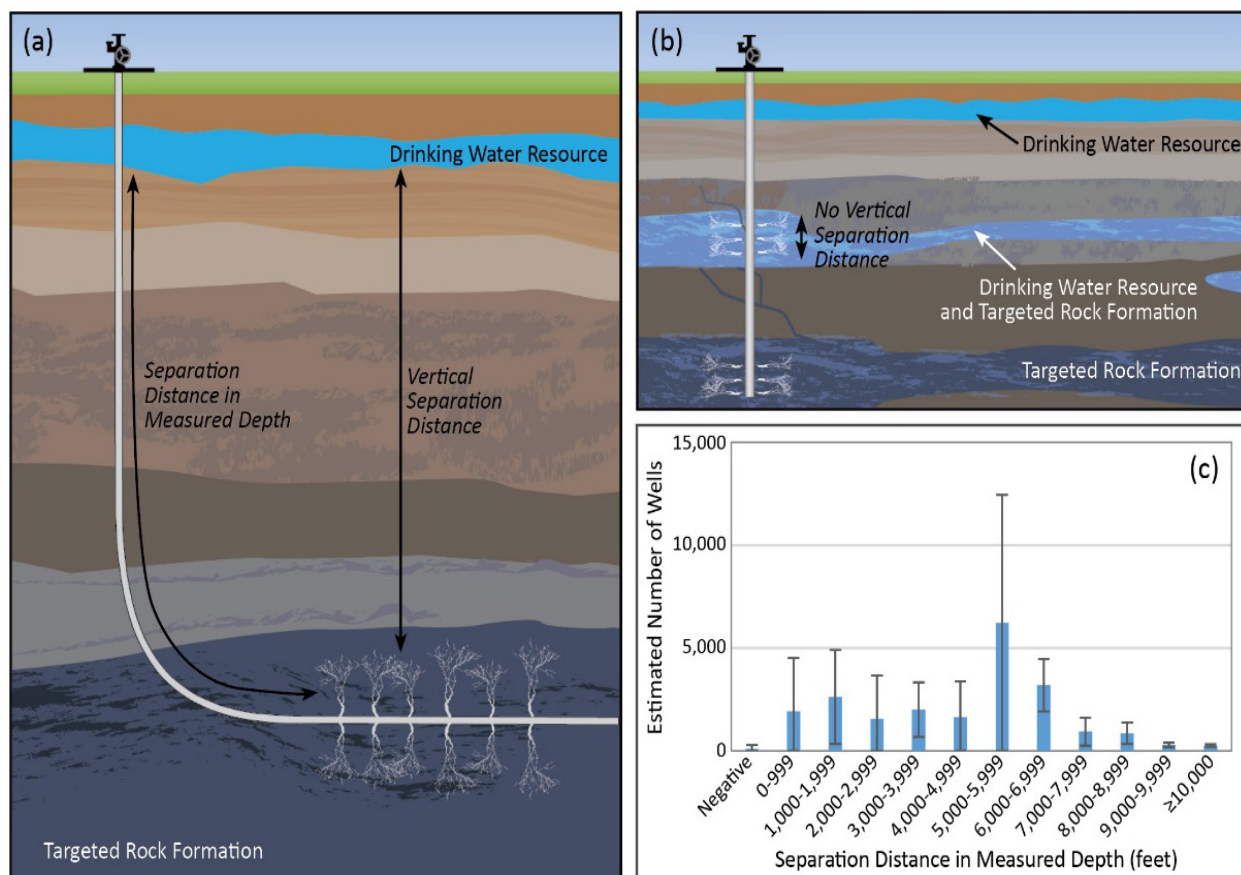 (a)
Drinking Water Resource
Separation
Distance in
Measured Depth
Vertical
Separation
Distance
Targeted Rock Formation
(b)
Drinking Water Resource
No Vertical
Separation
Distance
Drinking Water Resource
and Targeted Rock Formation
Targeted Rock Formation
(c)
Estimated Number of Wells
15,000
10,000
5,000
0
Negative
0-999
1,000-1,999
2,000-2,999
3,000-3,999
4,000-4,999
5,000-5,999
6,000-6,999
7,000-7,999
8,000-8,999
9,000-9,999
≥10,000
Separation Distance in Measured Depth (feet)